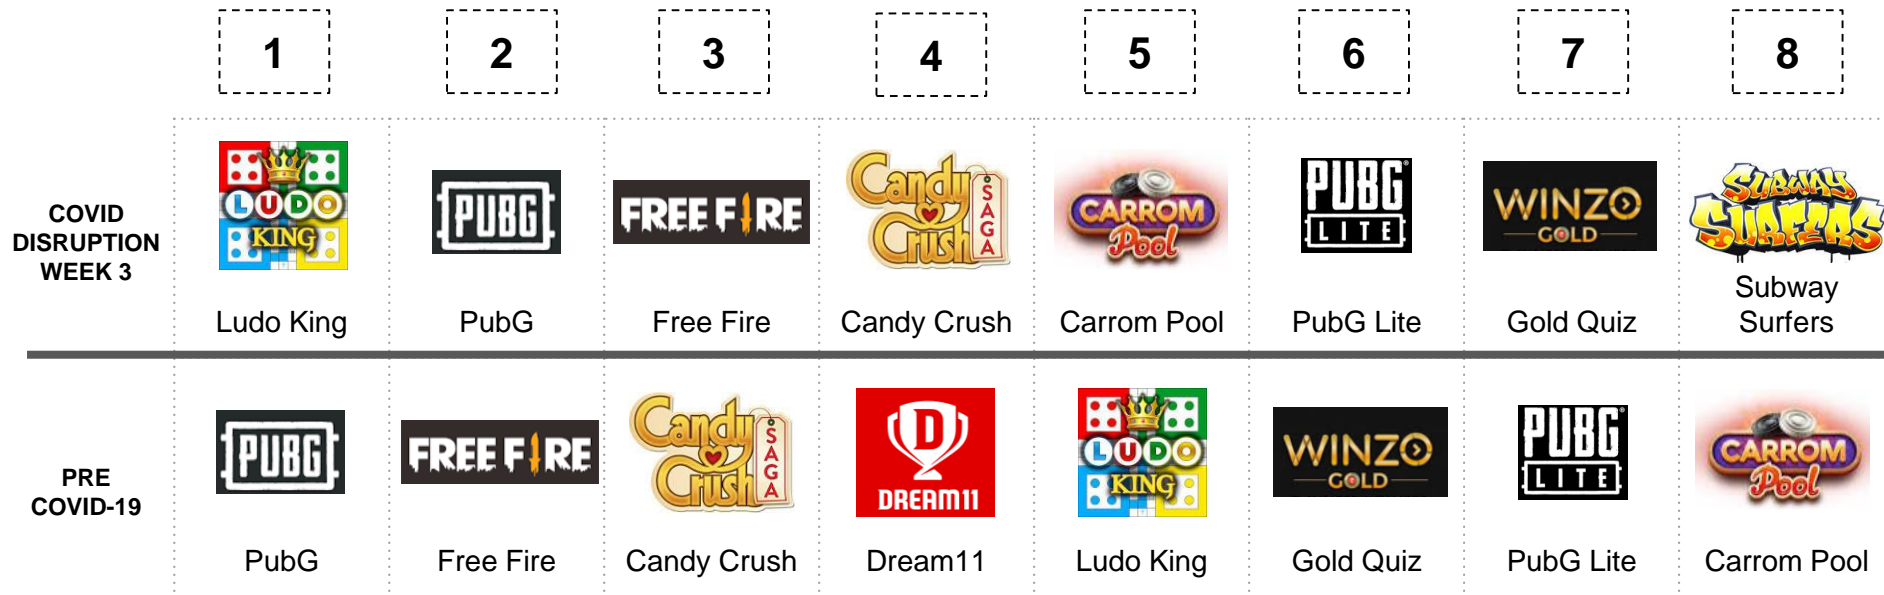 1 2 3 4 5 6 7 8
COVID
DISRUPTION
WEEK 3
LUDO
KING
PUBG
FREE FIRE
Candy
Crush
SAGA
CARROM
Pool
PUBG
LITE
WINZO
GOLD
SUBWAY
SURFERS
Ludo King
PubG
Free Fire
Candy Crush
Carrom Pool
PubG Lite
Gold Quiz
Subway
Surfers
PRE
COVID-19
PUBG
FREE FIRE
Candy
Crush
SAGA
D
DREAM11
LUDO
KING
WINZO
GOLD
PUBG
LITE
CARROM
Pool
PubG
Free Fire
Candy Crush
Dream11
Ludo King
Gold Quiz
PubG Lite
Carrom Pool